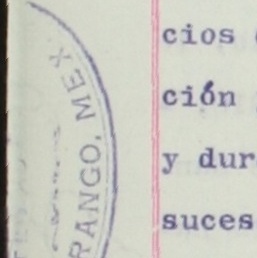 RANGO, MEX.
cios
ción
y dur
suces